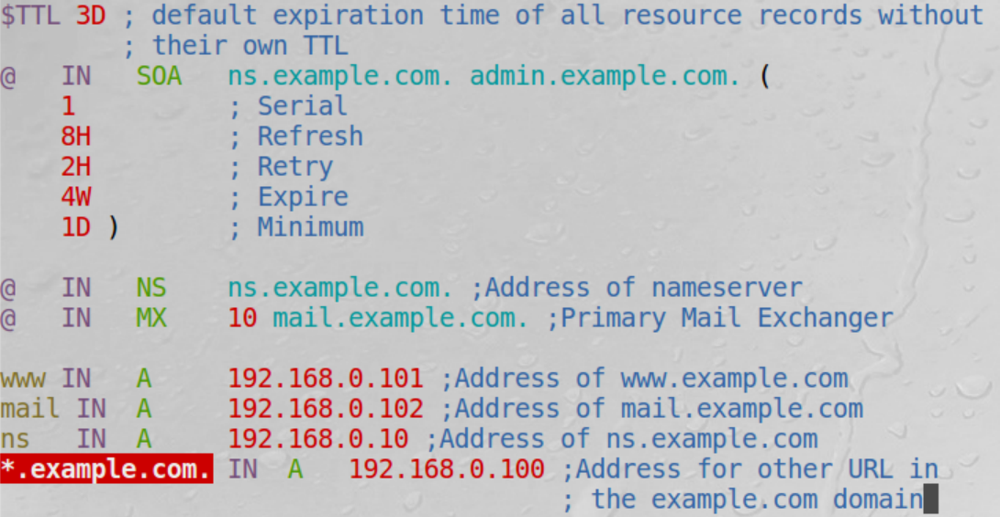 $TTL 3D ; default expiration time of all resource records without
; their own TTL
@ IN SOA ns.example.com. admin.example.com. (
1 ; Serial
8H ; Refresh
2H ; Retry
4W ; Expire
1D ) ; Minimum
@ IN NS ns.example.com. ;Address of nameserver
@ IN MX 10 mail.example.com. ;Primary Mail Exchanger
www IN A 192.168.0.101 ;Address of www.example.com
mail IN A 192.168.0.102 ;Address of mail.example.com
ns IN A 192.168.0.10 ;Address of ns.example.com
*.example.com. IN A 192.168.0.100 ;Address for other URL in
; the example.com domain